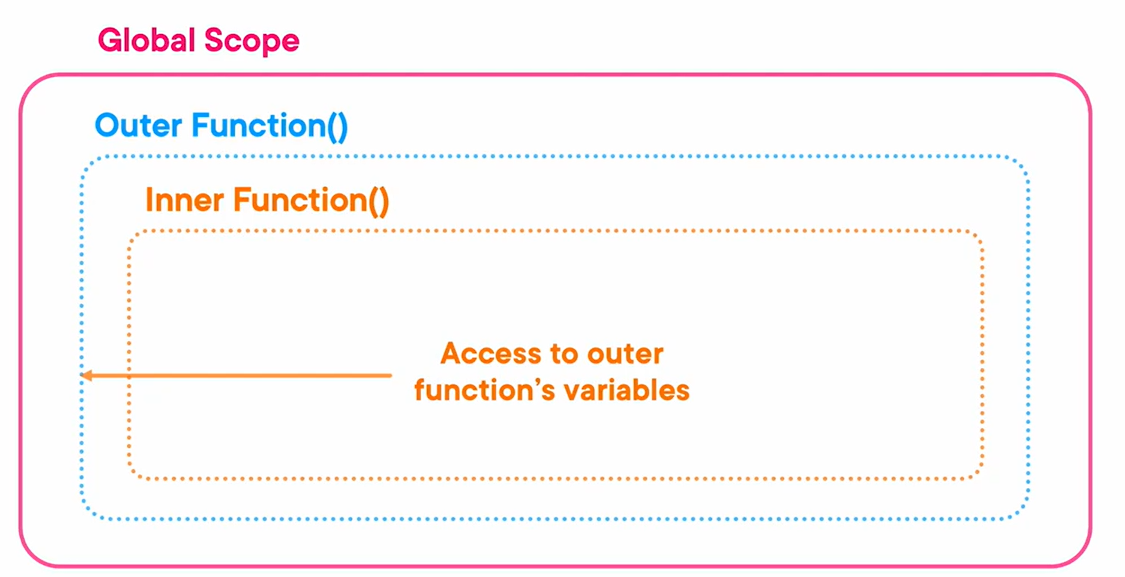 Global Scope
Outer Function()
Inner Function()
Access to outer
function's variables